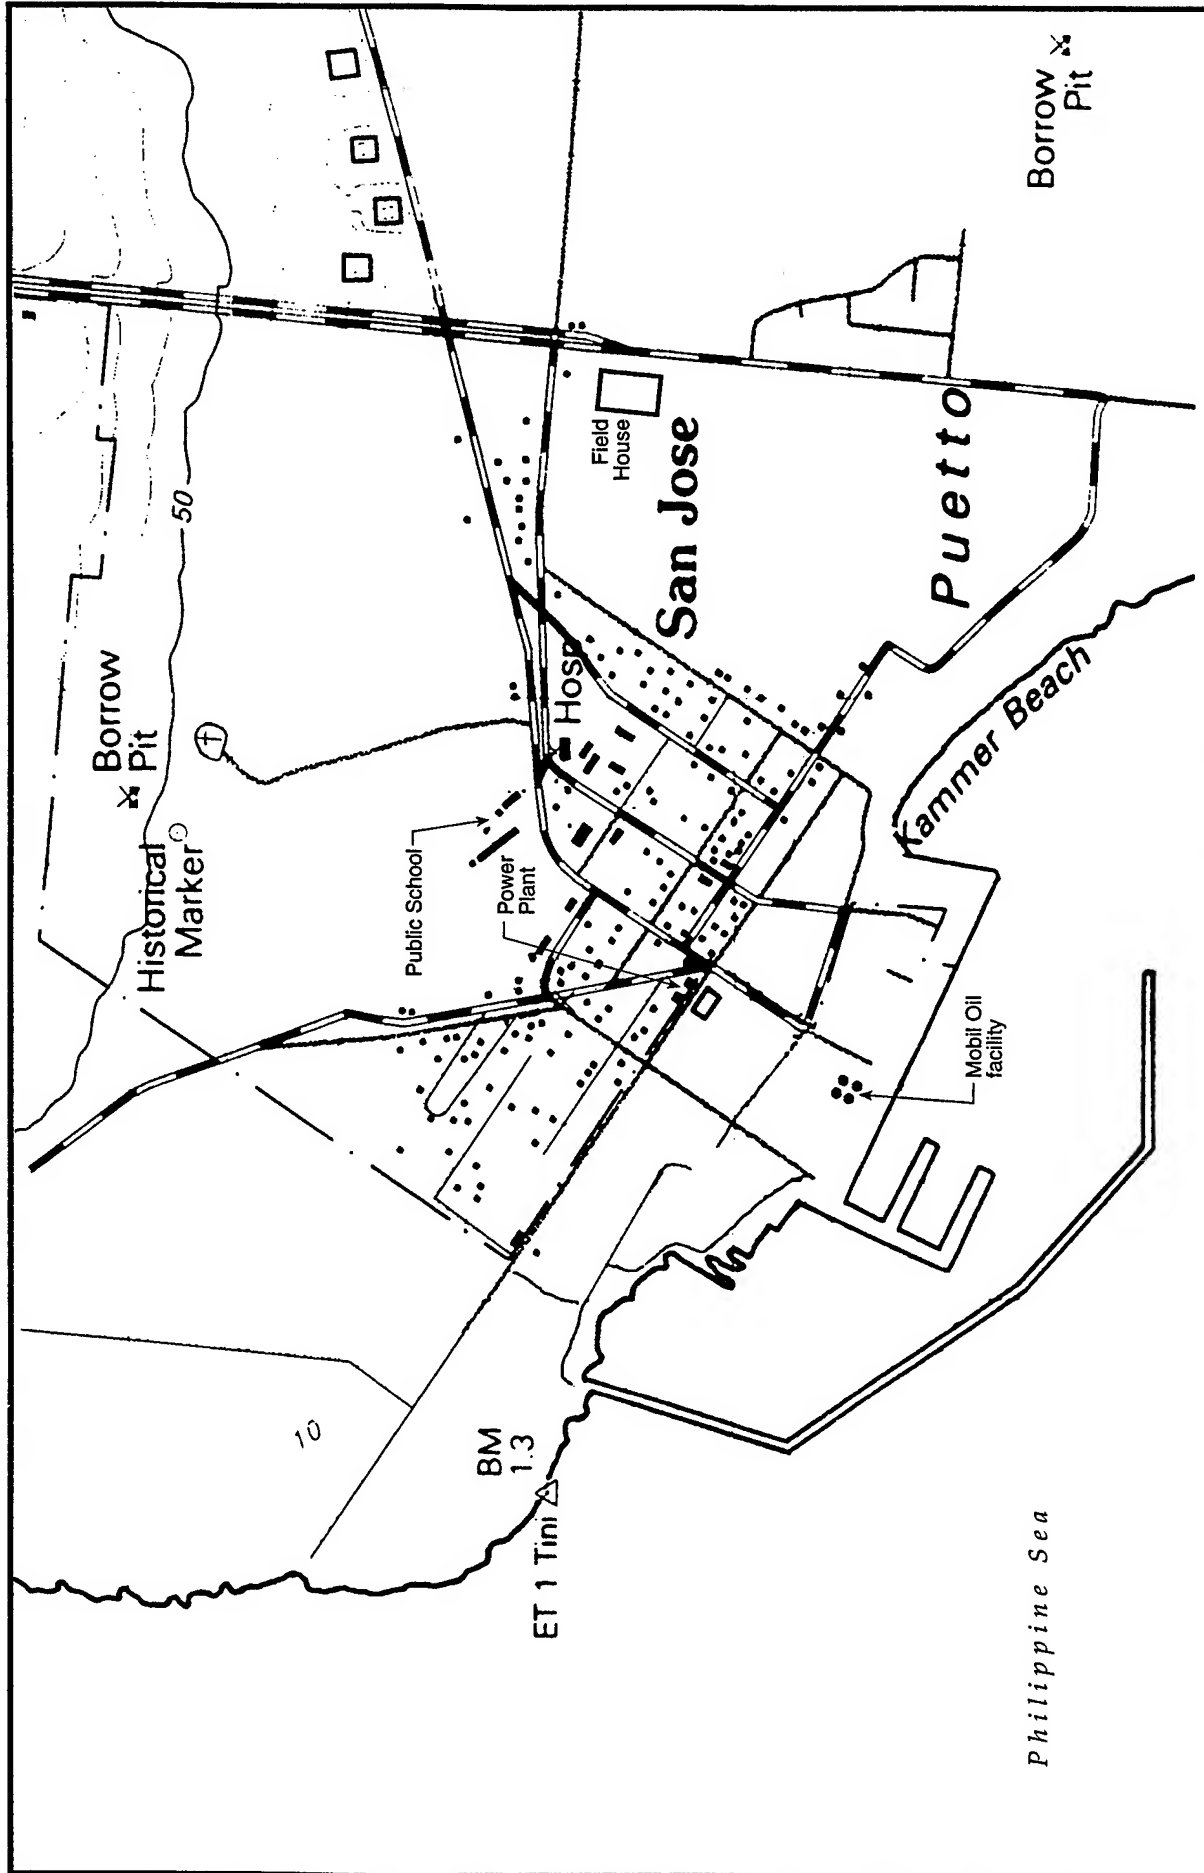 Borrow
Pit
50
Historical
Marker
Public School
Power
Plant
Hosp
Field
House
San Jose
Puetto
Borrow
Pit
Kammer Beach
Mobil Oil
facility
10
BM
1.3
ET 1 Tini
Philippine Sea